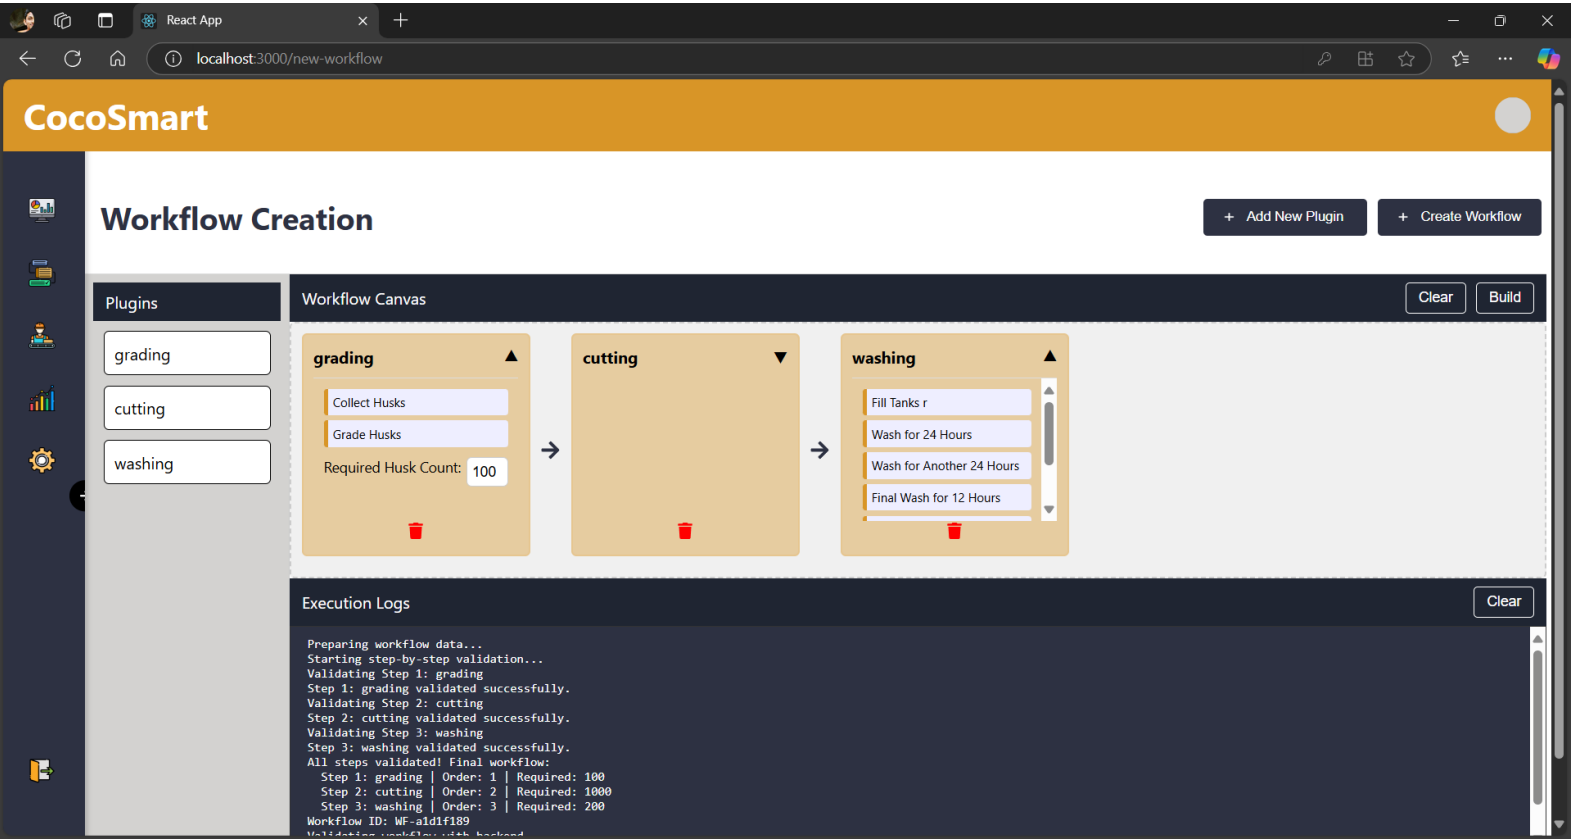 React App
localhost:3000/new-workflow
CocoSmart
Workflow Creation
+ Add New Plugin
+ Create Workflow
Plugins
grading
cutting
washing
Workflow Canvas
Clear
Build
grading
Collect Husks
Grade Husks
Required Husk Count: 100
cutting
washing
Fill Tanks r
Wash for 24 Hours
Wash for Another 24 Hours
Final Wash for 12 Hours
Execution Logs
Clear
Preparing workflow data...
Starting step-by-step validation...
Validating Step 1: grading
Step 1: grading validated successfully.
Validating Step 2: cutting
Step 2: cutting validated successfully.
Validating Step 3: washing
Step 3: washing validated successfully.
All steps validated! Final workflow:
Step 1: grading | Order: 1 | Required: 100
Step 2: cutting | Order: 2 | Required: 1000
Step 3: washing | Order: 3 | Required: 200
Workflow ID: WF-a1d1f189
Validating workflow with backend